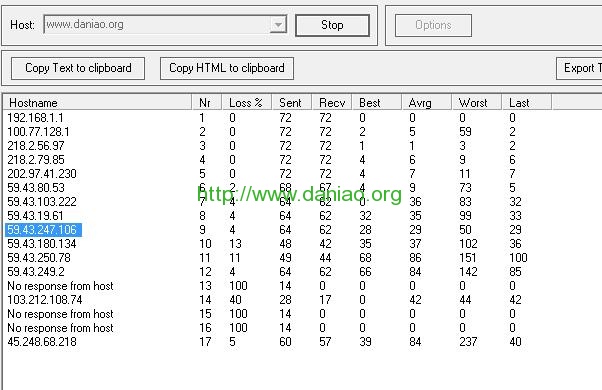 Host: www.daniao.org Stop Options
Copy Text to clipboard Copy HTML to clipboard Export T
Hostname Nr Loss % Sent Recv Best Avrg Worst Last
192.168.1.1 1 0 72 72 0 0 0 0
100.77.128.1 2 0 72 72 2 5 59 2
218.2.56.97 3 0 72 72 1 1 3 2
218.2.79.85 4 0 72 72 4 6 9 6
202.97.41.230 5 0 72 72 4 7 11 7
59.43.80.53 6 2 68 67 4 9 73 5
http://www.daniao.org
59.43.103.222 7 4 64 62 0 36 83 32
59.43.19.61 8 4 64 62 32 35 99 33
59.43.247.106 9 4 64 62 28 29 50 29
59.43.180.134 10 13 48 42 35 37 102 36
59.43.250.78 11 11 49 44 68 86 151 100
59.43.249.2 12 4 64 62 66 84 142 85
No response from host 13 100 14 0 0 0 0 0
103.212.108.74 14 40 28 17 0 42 44 42
No response from host 15 100 14 0 0 0 0 0
No response from host 16 100 14 0 0 0 0 0
45.248.68.218 17 5 60 57 39 84 237 40